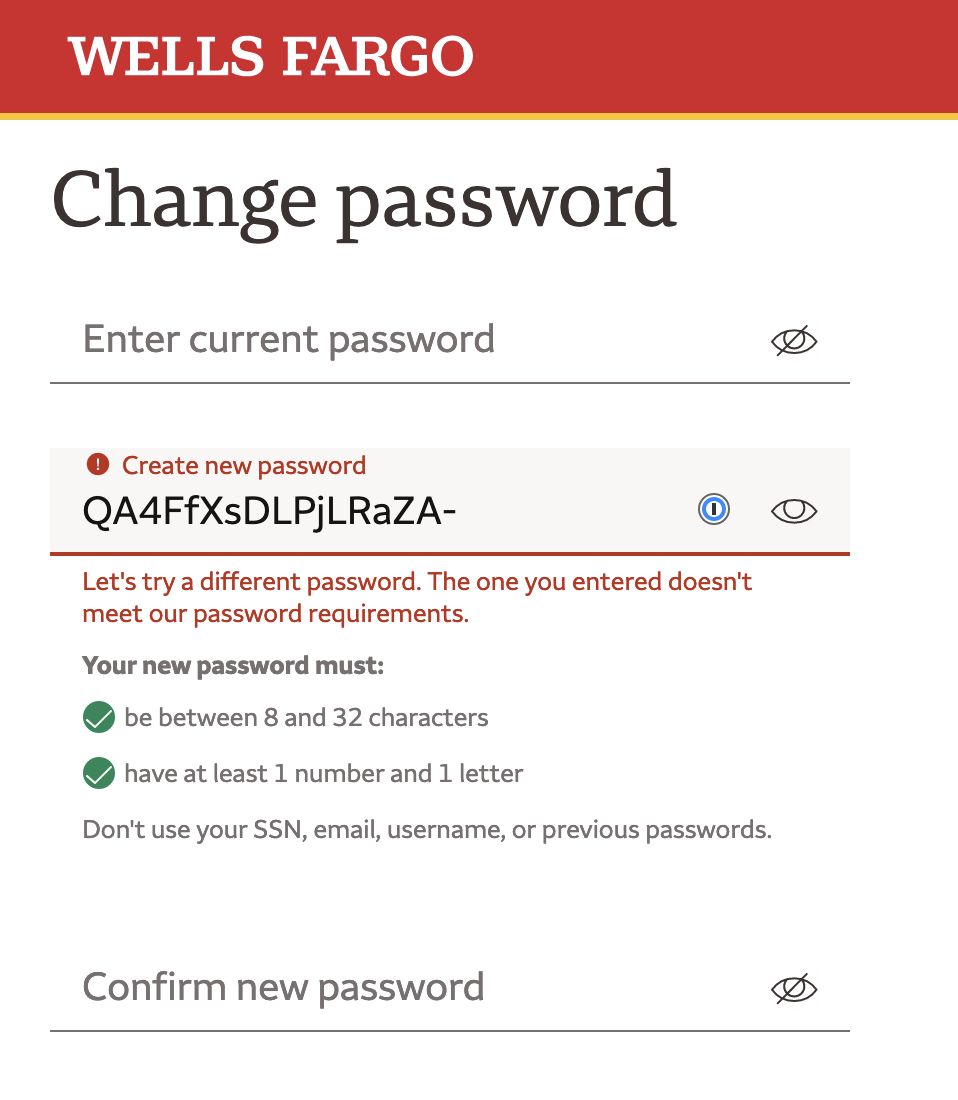 WELLS FARGO
Change password
Enter current password
Create new password
QA4FfXsDLPjLRaZA-
Let's try a different password. The one you entered doesn't
meet our password requirements.
Your new password must:
be between 8 and 32 characters
have at least 1 number and 1 letter
Don't use your SSN, email, username, or previous passwords.
Confirm new password